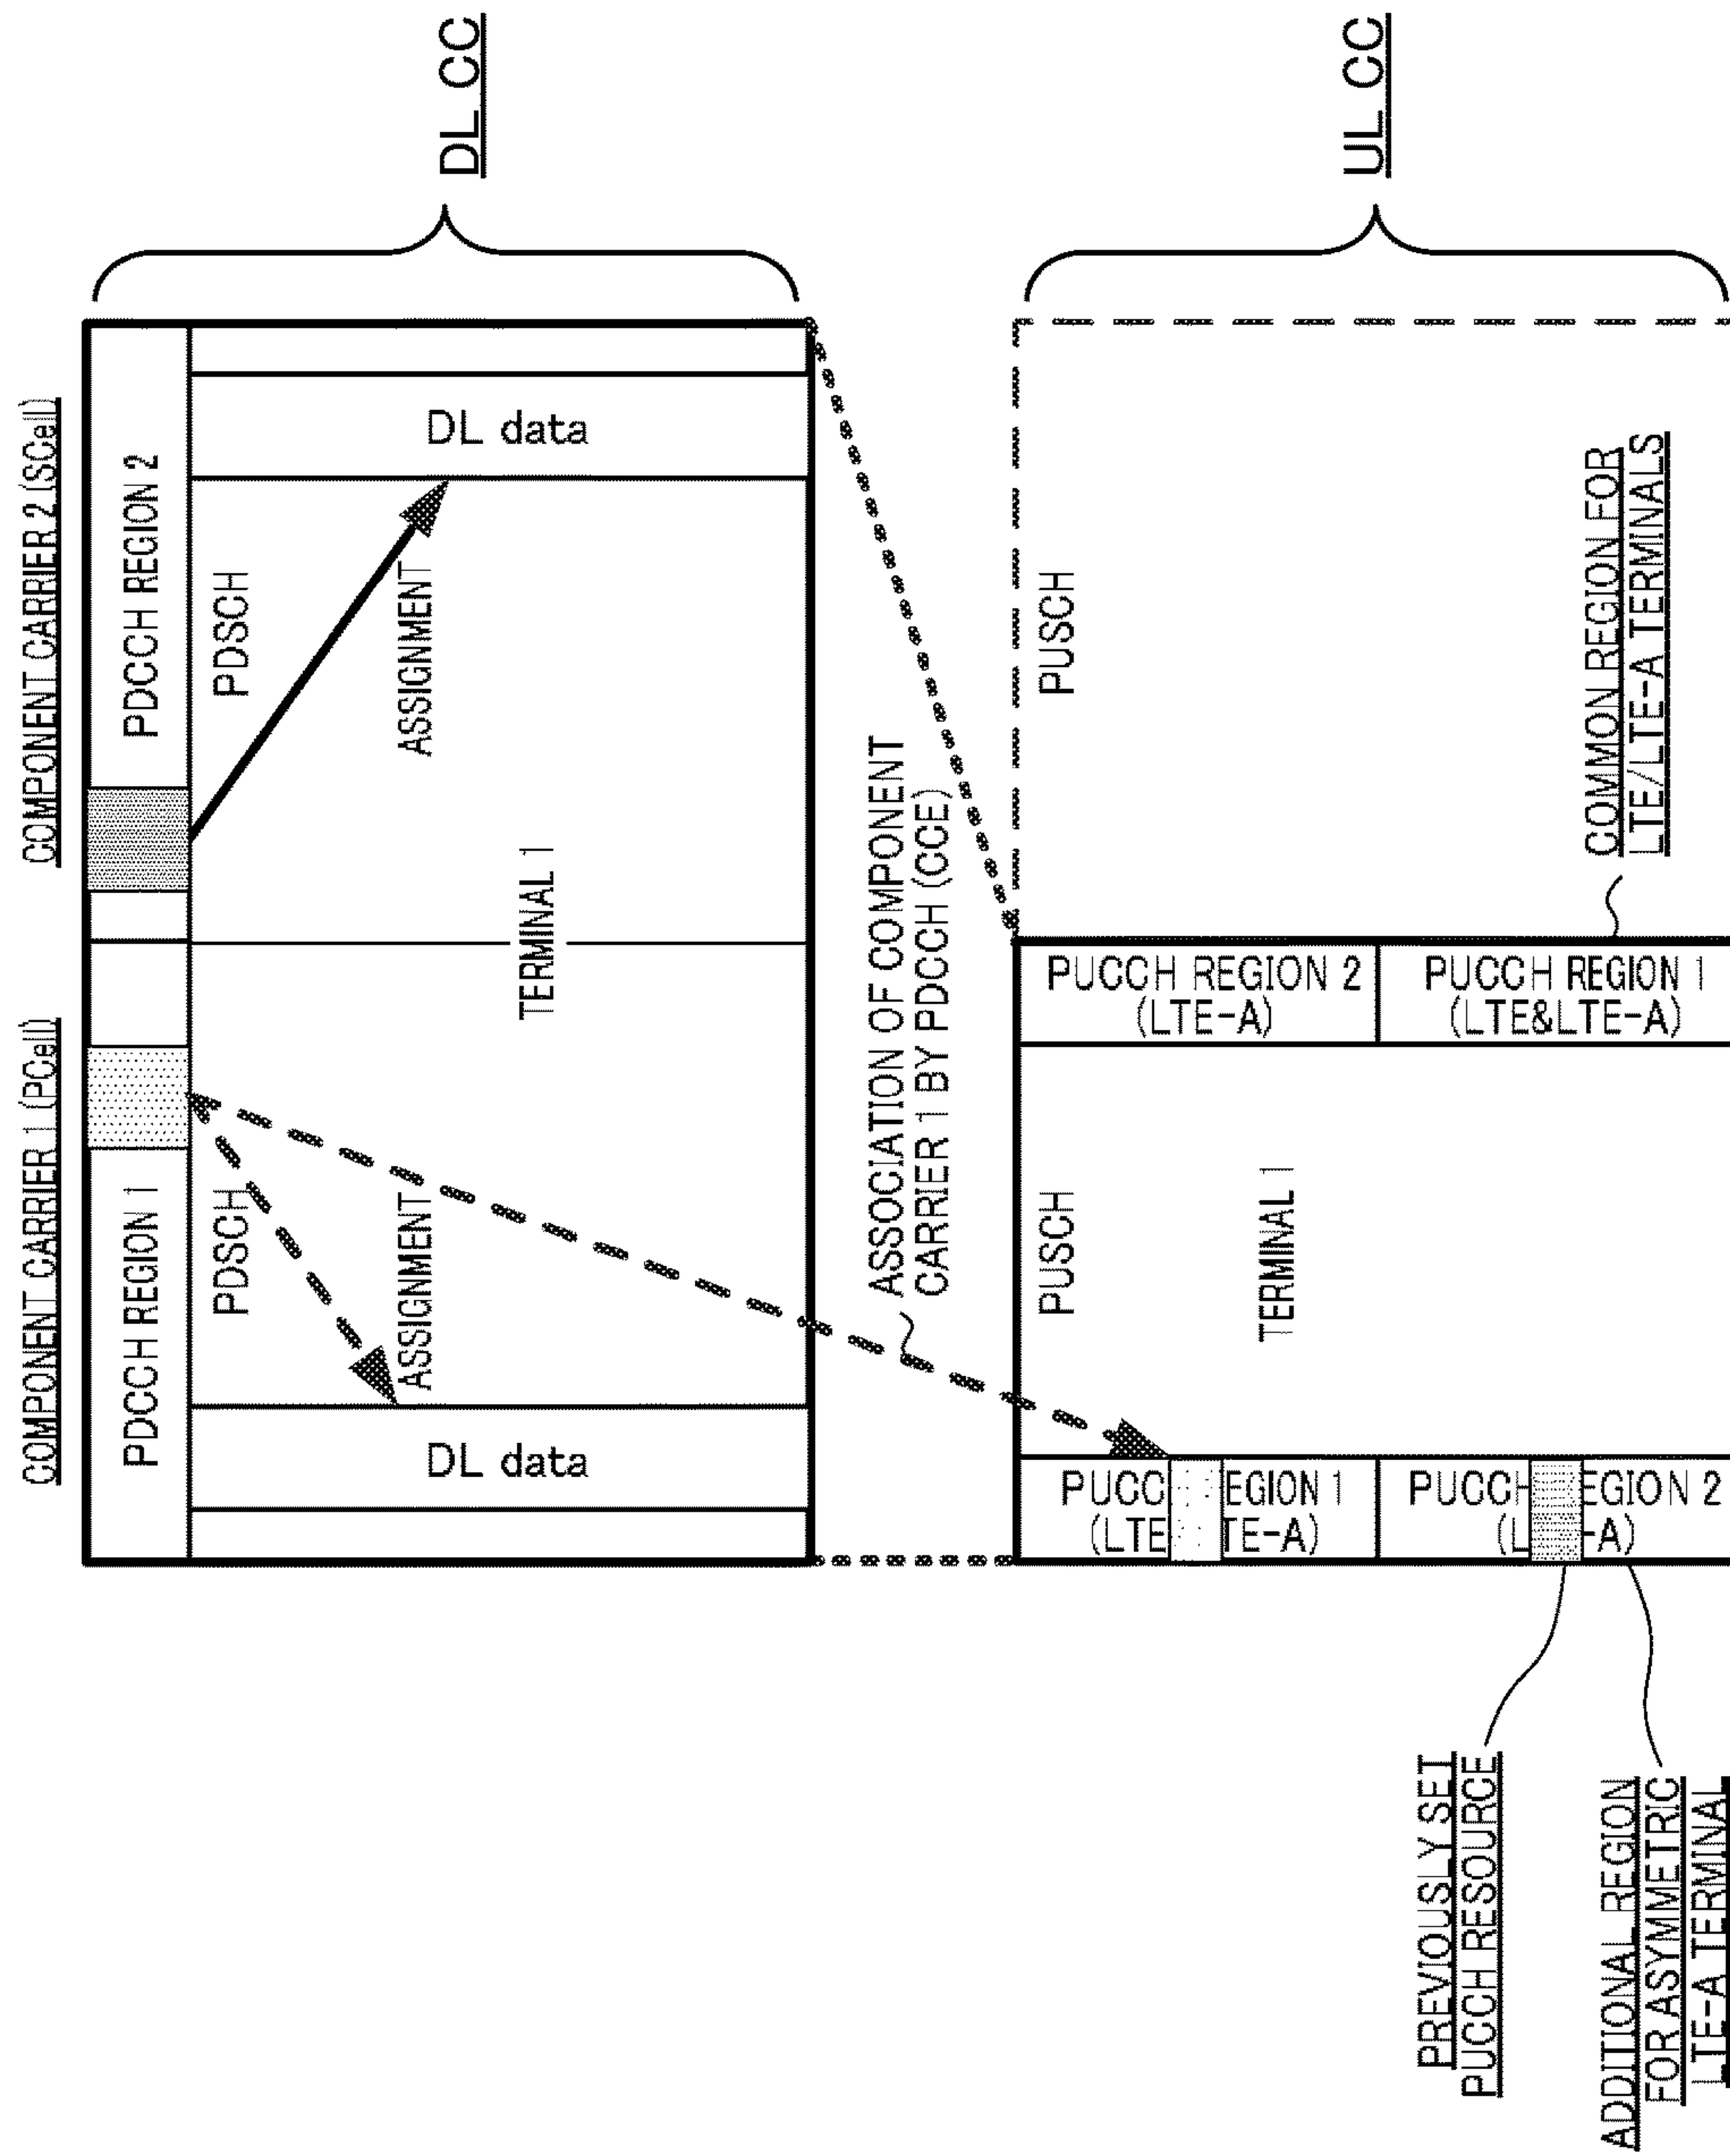 COMPONENT CARRIER 1 (PCell)
COMPONENT CARRIER 2 (SCell)
PDCCH REGION 1
PDCCH REGION 2
PDSCH
PDSCH
ASSIGNMENT
ASSIGNMENT
DL data
TERMINAL 1
DL data
DL CC
ASSOCIATION OF COMPONENT
CARRIER 1 BY PDCCH (CCE)
PUCC EGION 1
(LTE TE-A)
PUSCH
PUCCH REGION 2
(LTE-A)
PUSCH
TERMINAL 1
PUCCH EGION 2
(L -A)
PUCCH REGION 1
(LTE&LTE-A)
UL CC
PREVIOUSLY SET
PUCCH RESOURCE
ADDITIONAL REGION
FOR ASYMMETRIC
LTE-A TERMINAL
COMMON REGION FOR
LTE/LTE-A TERMINALS